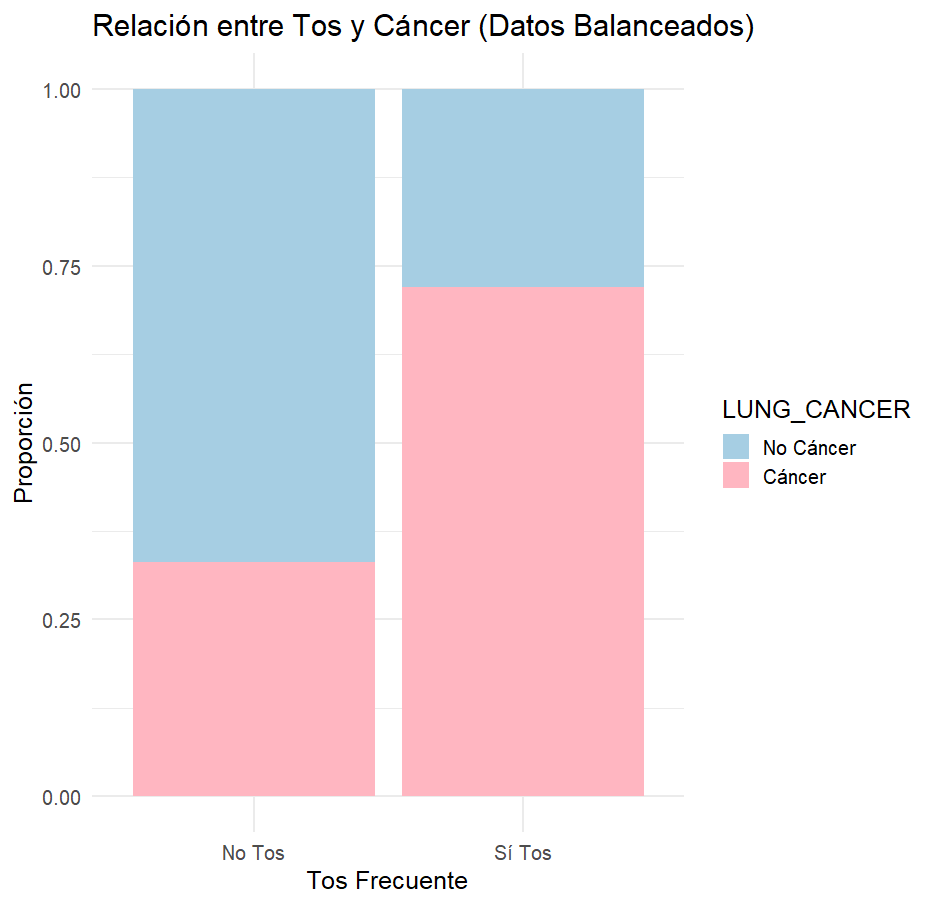 Relación entre Tos y Cáncer (Datos Balanceados)
Proporción
1.00
0.75
0.50
0.25
0.00
No Tos
Sí Tos
Tos Frecuente
LUNG_CANCER
No Cáncer
Cáncer